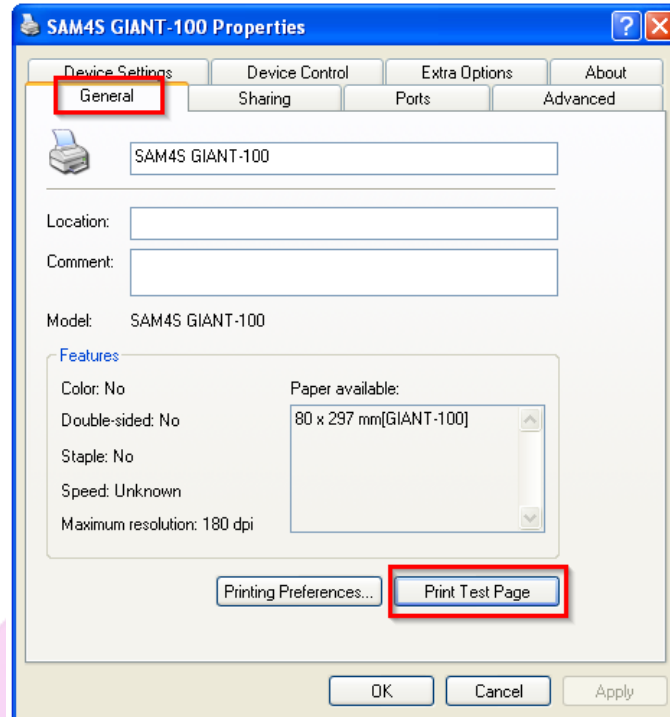 SAM4S GIANT-100 Properties
Device Settings Device Control Extra Options About
General Sharing Ports Advanced
SAM4S GIANT-100
Location:
Comment:
Model: SAM4S GIANT-100
Features
Color: No Paper available:
Double-sided: No 80 x 297 mm[GIANT-100]
Staple: No
Speed: Unknown
Maximum resolution: 180 dpi
Printing Preferences... Print Test Page
OK Cancel Apply